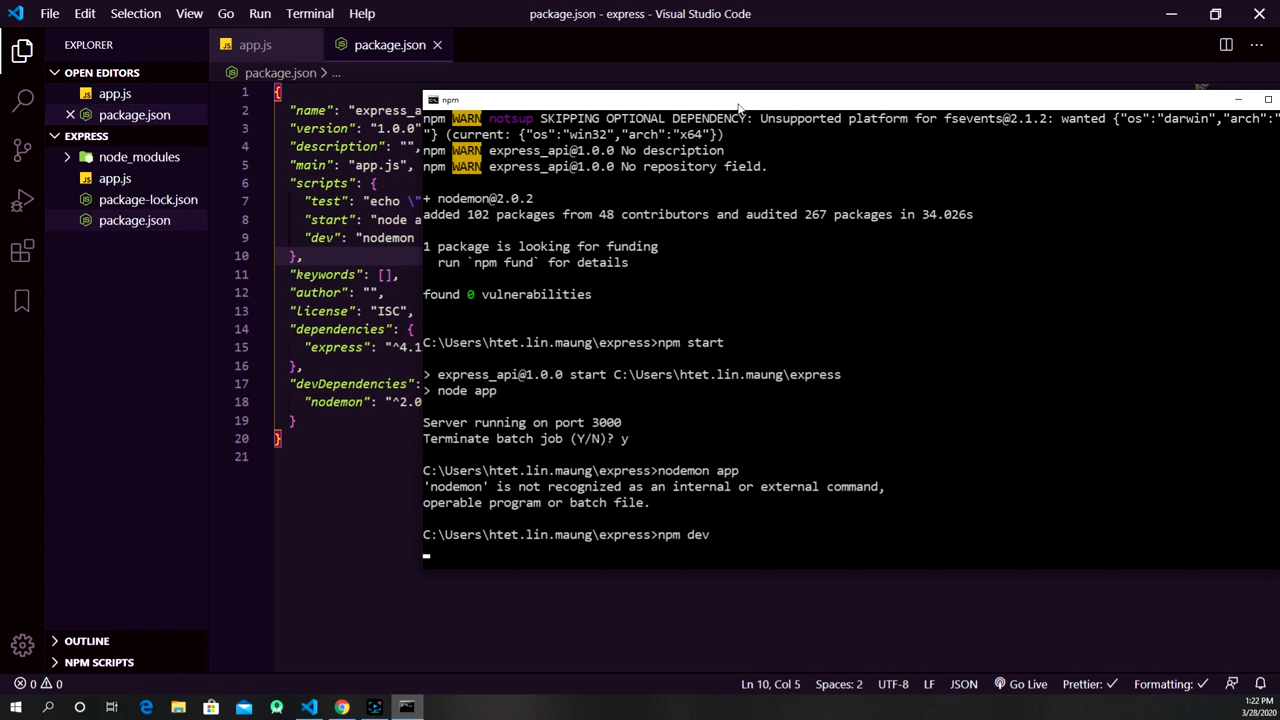 File Edit Selection View Go Run Terminal Help
package.json - express - Visual Studio Code
EXPLORER
OPEN EDITORS
app.js
package.json
EXPRESS
node_modules
app.js
package-lock.json
package.json
OUTLINE
NPM SCRIPTS
app.js
package.json
package.json > ...
1 {
2 "name": "express_a
3 "version": "1.0.0"
4 "description": "",
5 "main": "app.js",
6 "scripts": {
7 "test": "echo \"
8 "start": "node a
9 "dev": "nodemon
10 },
11 "keywords": [],
12 "author": "",
13 "license": "ISC",
14 "dependencies": {
15 "express": "^4.1
16 },
17 "devDependencies":
18 "nodemon": "^2.0
19 }
20 }
21
npm
npm WARN notsup SKIPPING OPTIONAL DEPENDENCY: Unsupported platform for fsevents@2.1.2: wanted {"os":"darwin","arch":"
"} (current: {"os":"win32","arch":"x64"})
npm WARN express_api@1.0.0 No description
npm WARN express_api@1.0.0 No repository field.
+ nodemon@2.0.2
added 102 packages from 48 contributors and audited 267 packages in 34.026s
1 package is looking for funding
run `npm fund` for details
found 0 vulnerabilities
C:\Users\htet.lin.maung\express>npm start
> express_api@1.0.0 start C:\Users\htet.lin.maung\express
> node app
Server running on port 3000
Terminate batch job (Y/N)? y
C:\Users\htet.lin.maung\express>nodemon app
'nodemon' is not recognized as an internal or external command,
operable program or batch file.
C:\Users\htet.lin.maung\express>npm dev
0 0
Ln 10, Col 5 Spaces: 2 UTF-8 LF JSON Go Live Prettier: ✓ Formatting: ✓
1:22 PM
3/28/2020